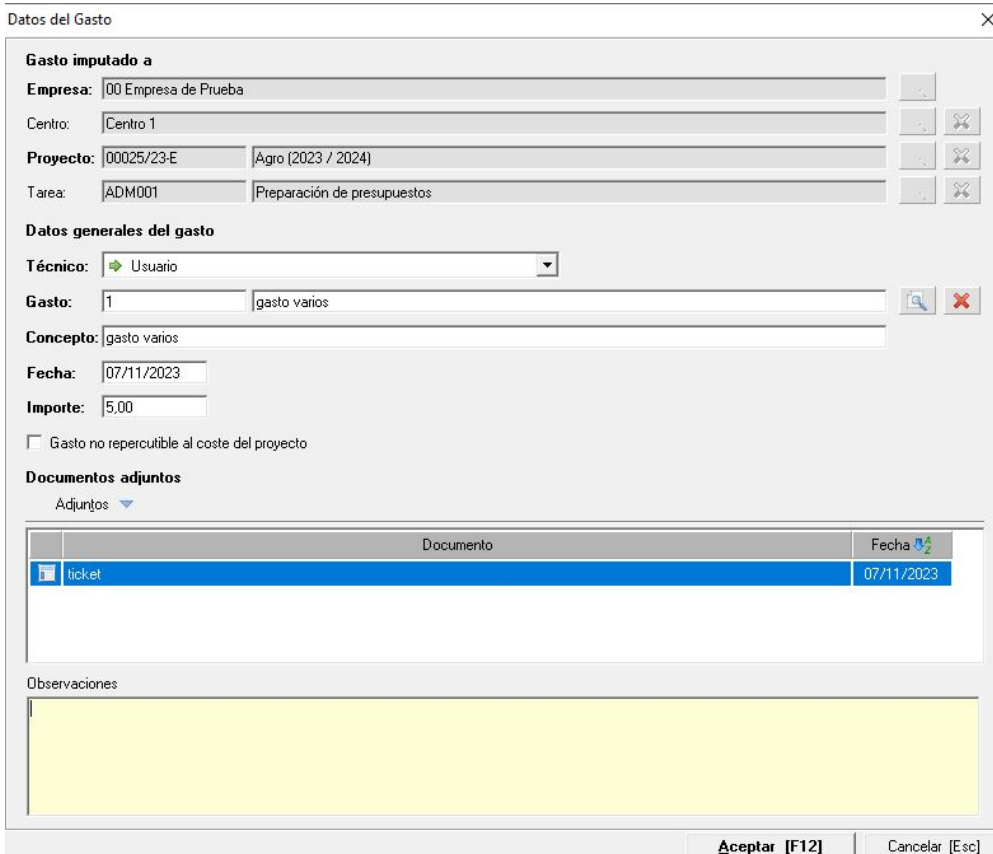 Datos del Gasto
Gasto imputado a
Empresa: 00 Empresa de Prueba
Centro: Centro 1
Proyecto: 00025/23-E Agro (2023 / 2024)
Tarea: ADM001 Preparación de presupuestos
Datos generales del gasto
Técnico: Usuario
Gasto: 1 gasto varios
Concepto: gasto varios
Fecha: 07/11/2023
Importe: 5,00
Gasto no repercutible al coste del proyecto
Documentos adjuntos
Adjuntos
Documento Fecha
ticket 07/11/2023
Observaciones
Aceptar [F12] Cancelar [Esc]